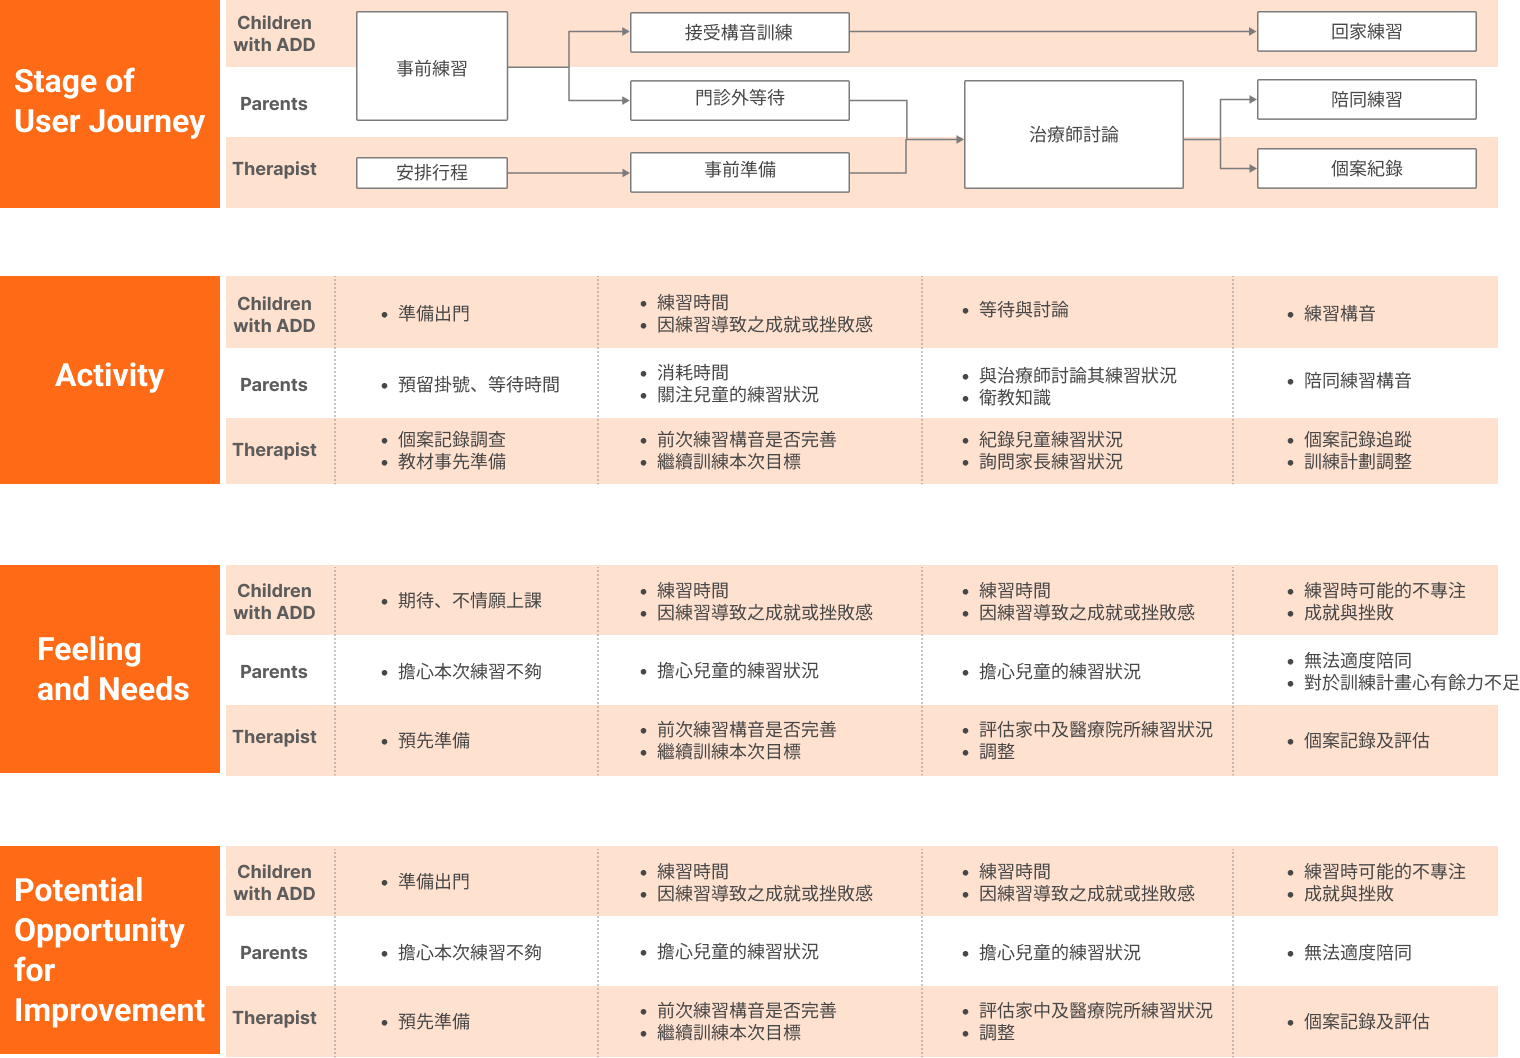 Stage of
User Journey
Children
with ADD
Parents
Therapist
事前練習
安排行程
接受構音訓練
門診外等待
事前準備
治療師討論
回家練習
陪同練習
個案紀錄
Activity
Children
with ADD
準備出門
練習時間
因練習導致之成就或挫敗感
等待與討論
練習構音
Parents
預留掛號、等待時間
消耗時間
關注兒童的練習狀況
與治療師討論其練習狀況
衛教知識
陪同練習構音
Therapist
個案記錄調查
教材事先準備
前次練習構音是否完善
繼續訓練本次目標
紀錄兒童練習狀況
詢問家長練習狀況
個案記錄追蹤
訓練計劃調整
Feeling
and Needs
Children
with ADD
期待、不情願上課
練習時間
因練習導致之成就或挫敗感
練習時間
因練習導致之成就或挫敗感
練習時可能的不專注
成就與挫敗
Parents
擔心本次練習不夠
擔心兒童的練習狀況
擔心兒童的練習狀況
無法適度陪同
對於訓練計畫心有餘力不足
Therapist
預先準備
前次練習構音是否完善
繼續訓練本次目標
評估家中及醫療院所練習狀況
調整
個案記錄及評估
Potential
Opportunity
for
Improvement
Children
with ADD
準備出門
練習時間
因練習導致之成就或挫敗感
練習時間
因練習導致之成就或挫敗感
練習時可能的不專注
成就與挫敗
Parents
擔心本次練習不夠
擔心兒童的練習狀況
擔心兒童的練習狀況
無法適度陪同
Therapist
預先準備
前次練習構音是否完善
繼續訓練本次目標
評估家中及醫療院所練習狀況
調整
個案記錄及評估